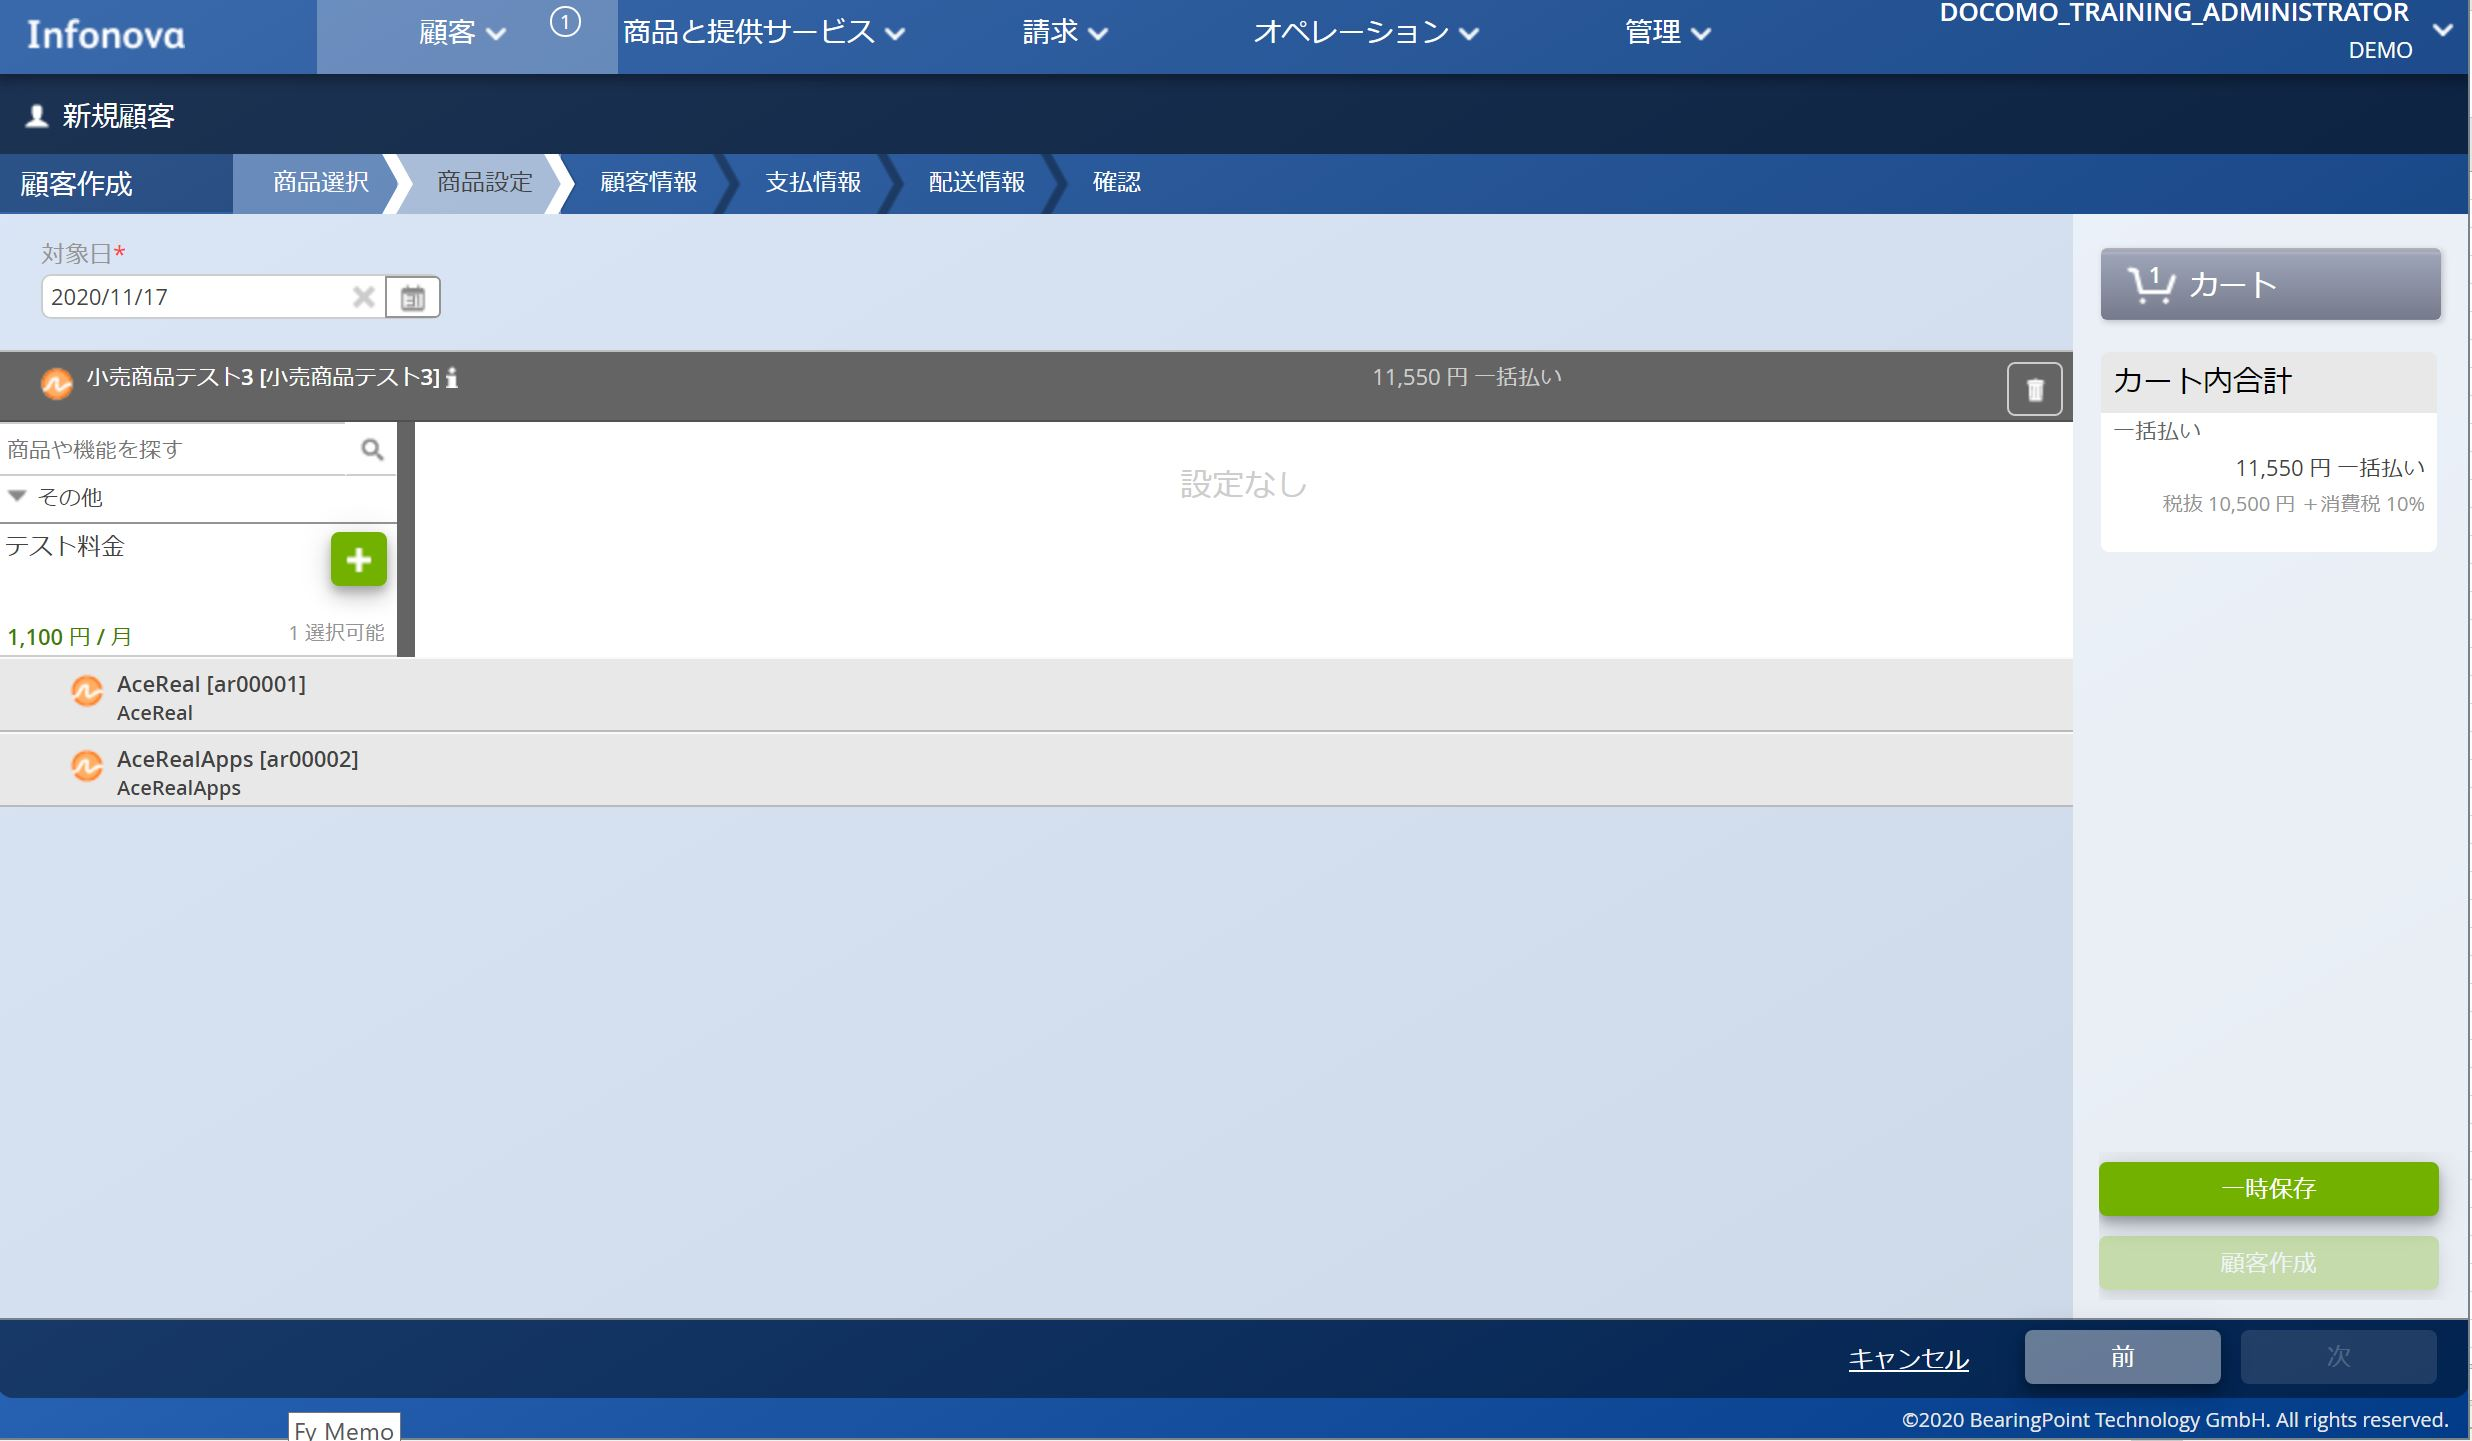 Infonova
顧客
1
商品と提供サービス
請求
オペレーション
管理
DOCOMO_TRAINING_ADMINISTRATOR
DEMO
新規顧客
顧客作成
商品選択
商品設定
顧客情報
支払情報
配送情報
確認
対象日*
2020/11/17
31
1 カート
小売商品テスト3 [小売商品テスト3]
11,550 円 一括払い
カート内合計
一括払い
11,550 円 一括払い
税抜 10,500 円 +消費税 10%
商品や機能を探す
設定なし
その他
テスト料金
1,100 円 / 月
1 選択可能
AceReal [ar00001]
AceReal
AceRealApps [ar00002]
AceRealApps
一時保存
顧客作成
キャンセル
前
次
©2020 BearingPoint Technology GmbH. All rights reserved.
Fy Memo